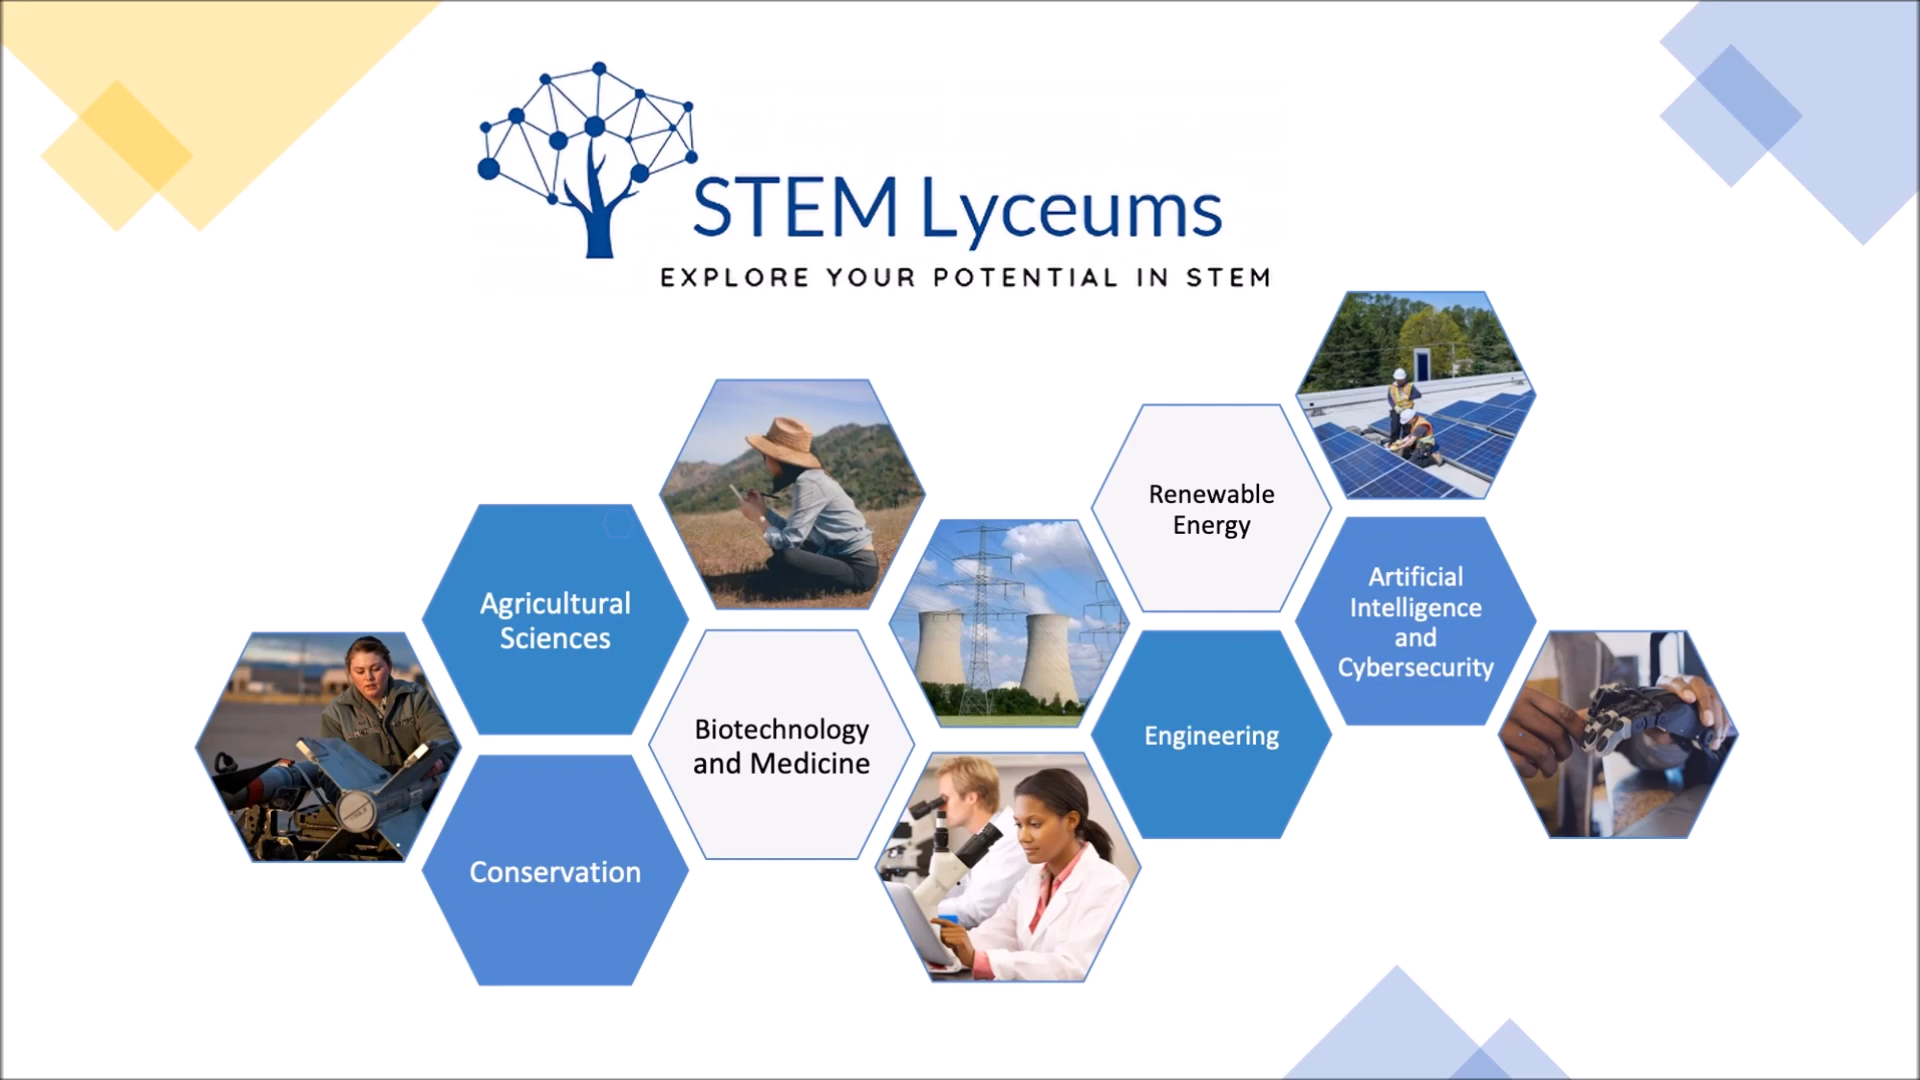 STEM Lyceums
EXPLORE YOUR POTENTIAL IN STEM
Renewable
Energy
Artificial
Intelligence
and
Cybersecurity
Agricultural
Sciences
Biotechnology
and Medicine
Engineering
Conservation